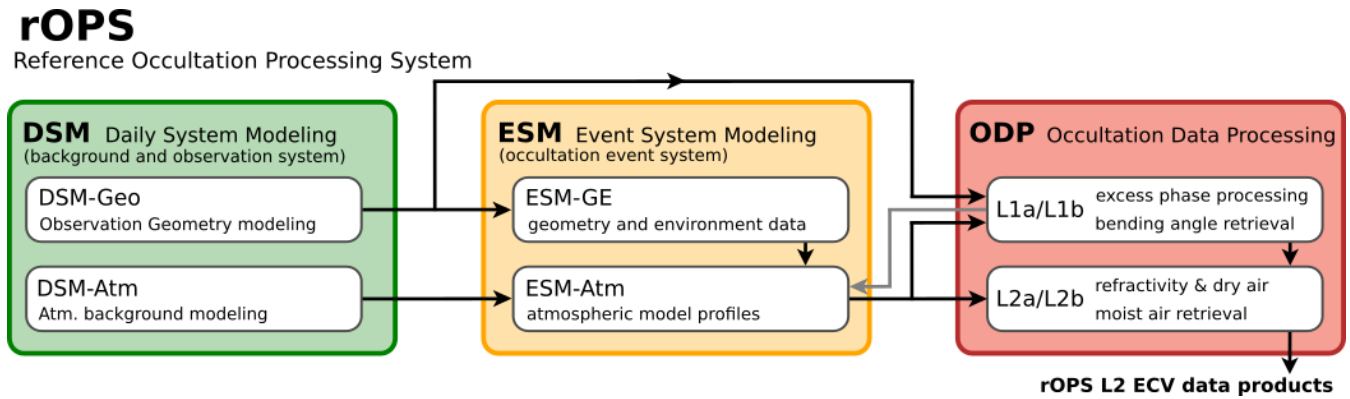 rOPS
Reference Occultation Processing System
DSM Daily System Modeling
(background and observation system)
DSM-Geo
Observation Geometry modeling
DSM-Atm
Atm. background modeling
ESM Event System Modeling
(occultation event system)
ESM-GE
geometry and environment data
ESM-Atm
atmospheric model profiles
ODP Occultation Data Processing
L1a/L1b
excess phase processing
bending angle retrieval
L2a/L2b
refractivity & dry air
moist air retrieval
rOPS L2 ECV data products